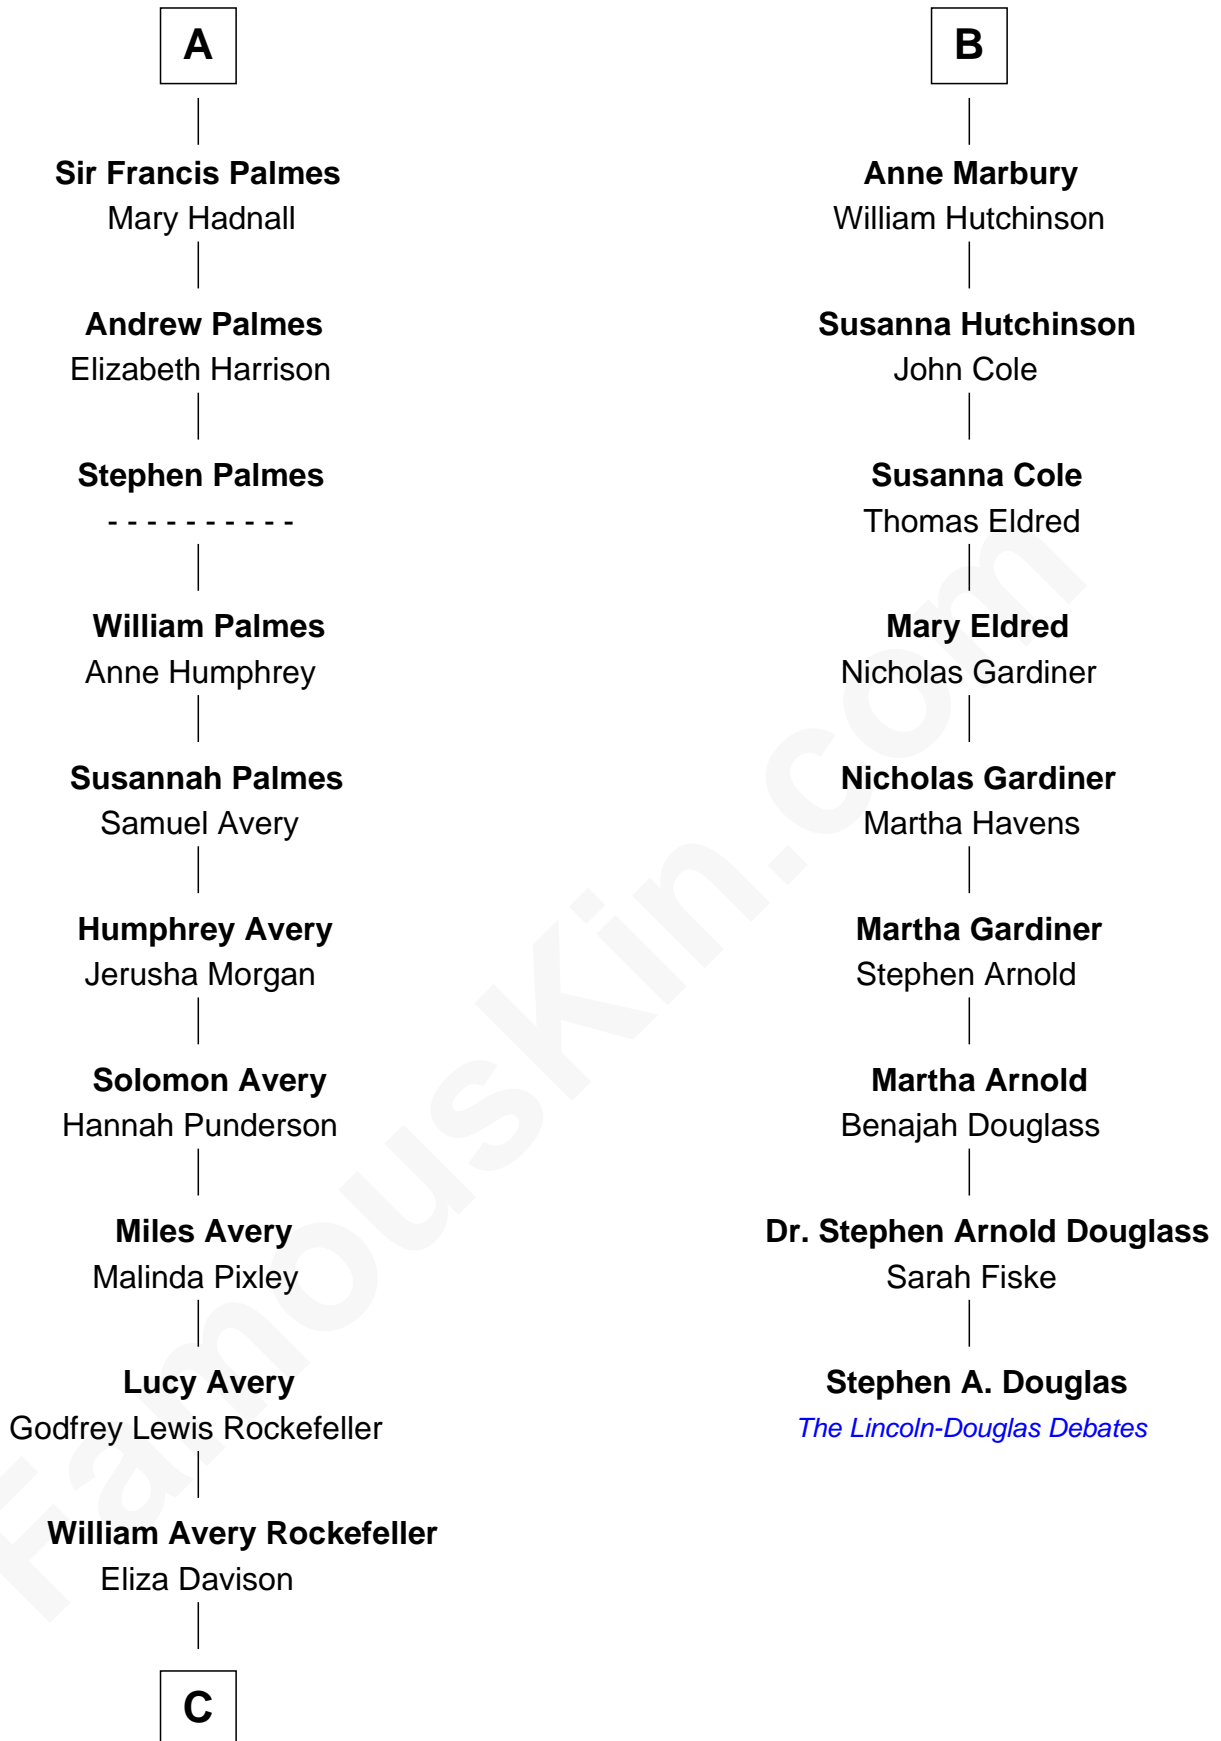 A
Sir Francis Palmes
Mary Hadnall
Andrew Palmes
Elizabeth Harrison
Stephen Palmes
- - - - - - - - - -
William Palmes
Anne Humphrey
Susannah Palmes
Samuel Avery
Humphrey Avery
Jerusha Morgan
Solomon Avery
Hannah Punderson
Miles Avery
Malinda Pixley
Lucy Avery
Godfrey Lewis Rockefeller
William Avery Rockefeller
Eliza Davison
C
B
Anne Marbury
William Hutchinson
Susanna Hutchinson
John Cole
Susanna Cole
Thomas Eldred
Mary Eldred
Nicholas Gardiner
Nicholas Gardiner
Martha Havens
Martha Gardiner
Stephen Arnold
Martha Arnold
Benajah Douglass
Dr. Stephen Arnold Douglass
Sarah Fiske
Stephen A. Douglas
The Lincoln-Douglas Debates
FamousKin.com